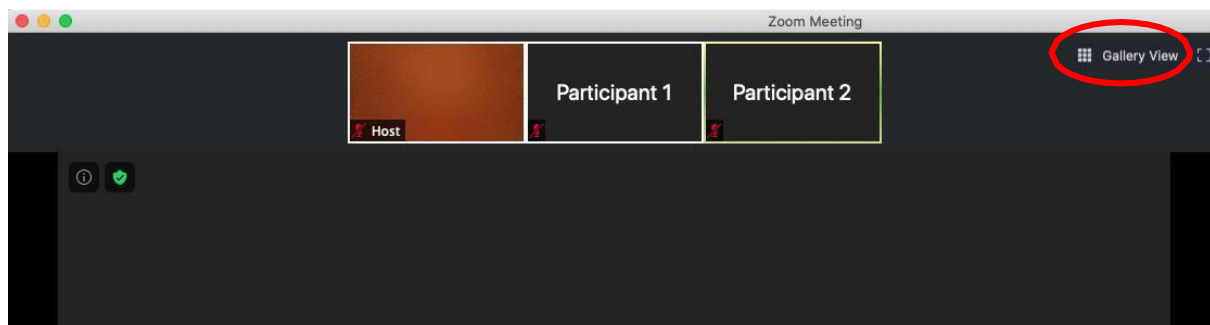 Zoom Meeting
Gallery View
Participant 1
Participant 2
Host